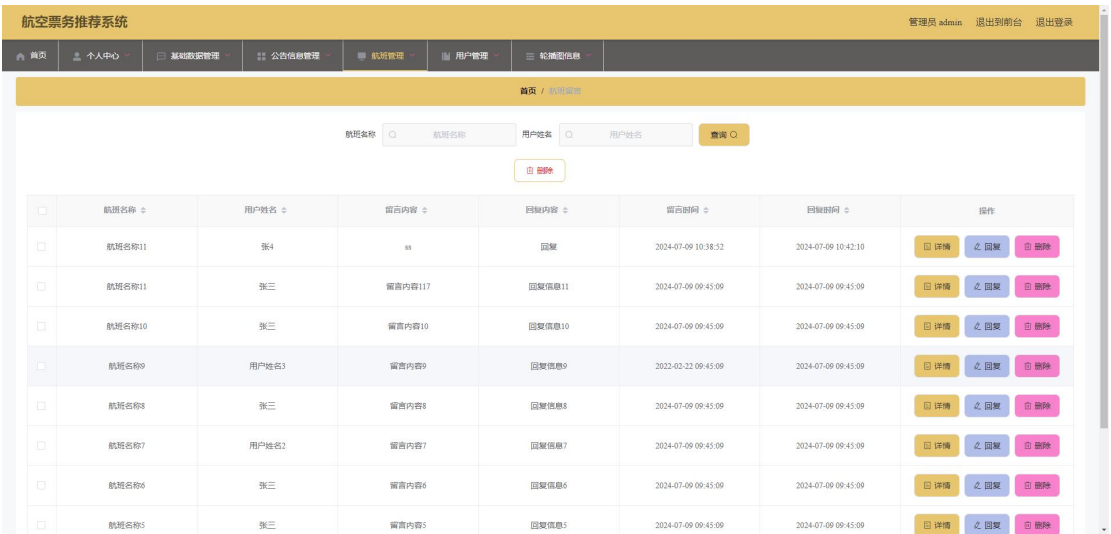 航空票务推荐系统 管理员 admin 退出到前台 退出登录
首页 个人中心 基础数据管理 公告信息管理 航班管理 用户管理 轮播图信息
首页 / 航班留言
航班名称 航班名称 用户姓名 用户姓名 查询
删除
航班名称 用户姓名 留言内容 回复内容 留言时间 回复时间 操作
航班名称11 张4 ss 回复 2024-07-09 10:38:52 2024-07-09 10:42:10 详情 回复 删除
航班名称11 张三 留言内容117 回复信息11 2024-07-09 09:45:09 2024-07-09 09:45:09 详情 回复 删除
航班名称10 张三 留言内容10 回复信息10 2024-07-09 09:45:09 2024-07-09 09:45:09 详情 回复 删除
航班名称9 用户姓名3 留言内容9 回复信息9 2022-02-22 09:45:09 2024-07-09 09:45:09 详情 回复 删除
航班名称8 张三 留言内容8 回复信息8 2024-07-09 09:45:09 2024-07-09 09:45:09 详情 回复 删除
航班名称7 用户姓名2 留言内容7 回复信息7 2024-07-09 09:45:09 2024-07-09 09:45:09 详情 回复 删除
航班名称6 张三 留言内容6 回复信息6 2024-07-09 09:45:09 2024-07-09 09:45:09 详情 回复 删除
航班名称5 张三 留言内容5 回复信息5 2024-07-09 09:45:09 2024-07-09 09:45:09 详情 回复 删除